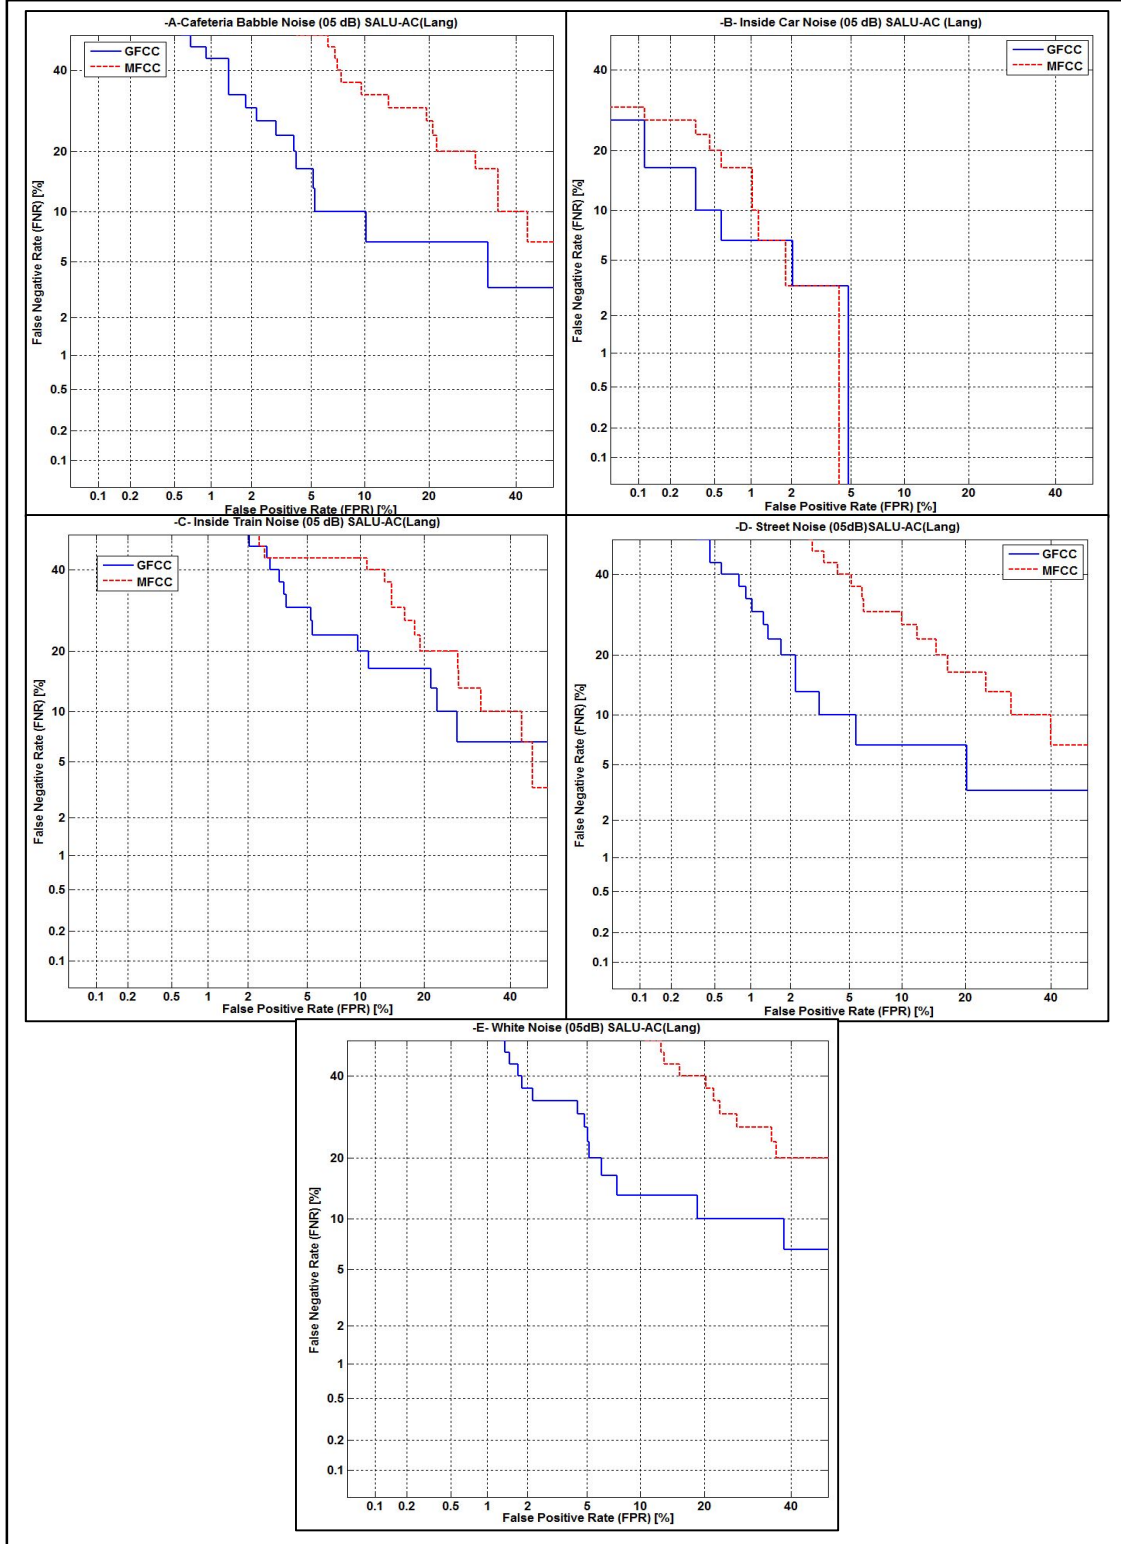 -A-Cafeteria Babble Noise (05 dB) SALU-AC(Lang)
GFCC
MFCC
False Negative Rate (FNR) [%]
40
20
10
5
2
1
0.5
0.2
0.1
0.1 0.2 0.5 1 2 5 10 20 40
False Positive Rate (FPR) [%]
-B- Inside Car Noise (05 dB) SALU-AC (Lang)
GFCC
MFCC
False Negative Rate (FNR) [%]
40
20
10
5
2
1
0.5
0.2
0.1
0.1 0.2 0.5 1 2 5 10 20 40
False Positive Rate (FPR) [%]
-C- Inside Train Noise (05 dB) SALU-AC(Lang)
GFCC
MFCC
False Negative Rate (FNR) [%]
40
20
10
5
2
1
0.5
0.2
0.1
0.1 0.2 0.5 1 2 5 10 20 40
False Positive Rate (FPR) [%]
-D- Street Noise (05dB)SALU-AC(Lang)
GFCC
MFCC
False Negative Rate (FNR) [%]
40
20
10
5
2
1
0.5
0.2
0.1
0.1 0.2 0.5 1 2 5 10 20 40
False Positive Rate (FPR) [%]
-E- White Noise (05dB) SALU-AC(Lang)
False Negative Rate (FNR) [%]
40
20
10
5
2
1
0.5
0.2
0.1
0.1 0.2 0.5 1 2 5 10 20 40
False Positive Rate (FPR) [%]